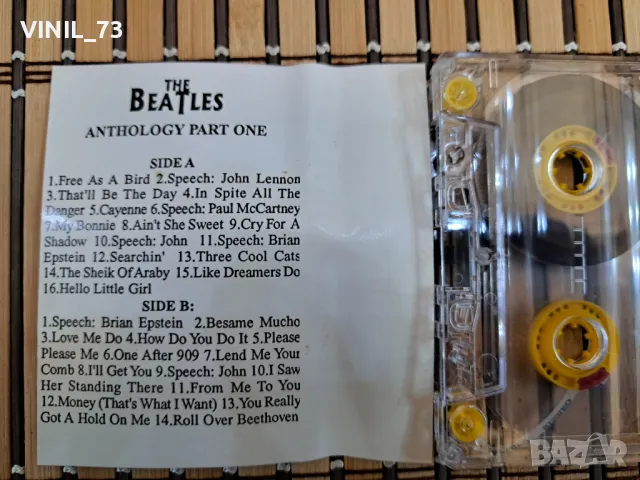 VINIL_73
THE
BEATLES
ANTHOLOGY PART ONE
SIDE A
1.Free As A Bird 2.Speech: John Lennon
3.That'll Be The Day 4.In Spite All The
Danger 5.Cayenne 6.Speech: Paul McCartney
7.My Bonnie 8.Ain't She Sweet 9.Cry For A
Shadow 10.Speech: John 11.Speech: Brian
Epstein 12.Searchin' 13.Three Cool Cats
14.The Sheik Of Araby 15.Like Dreamers Do
16.Hello Little Girl
SIDE B:
1.Speech: Brian Epstein 2.Besame Mucho
3.Love Me Do 4.How Do You Do It 5.Please
Please Me 6.One After 909 7.Lend Me Your
Comb 8.I'll Get You 9.Speech: John 10.I Saw
Her Standing There 11.From Me To You
12.Money (That's What I Want) 13.You Really
Got A Hold On Me 14.Roll Over Beethoven
BAZAR
bg